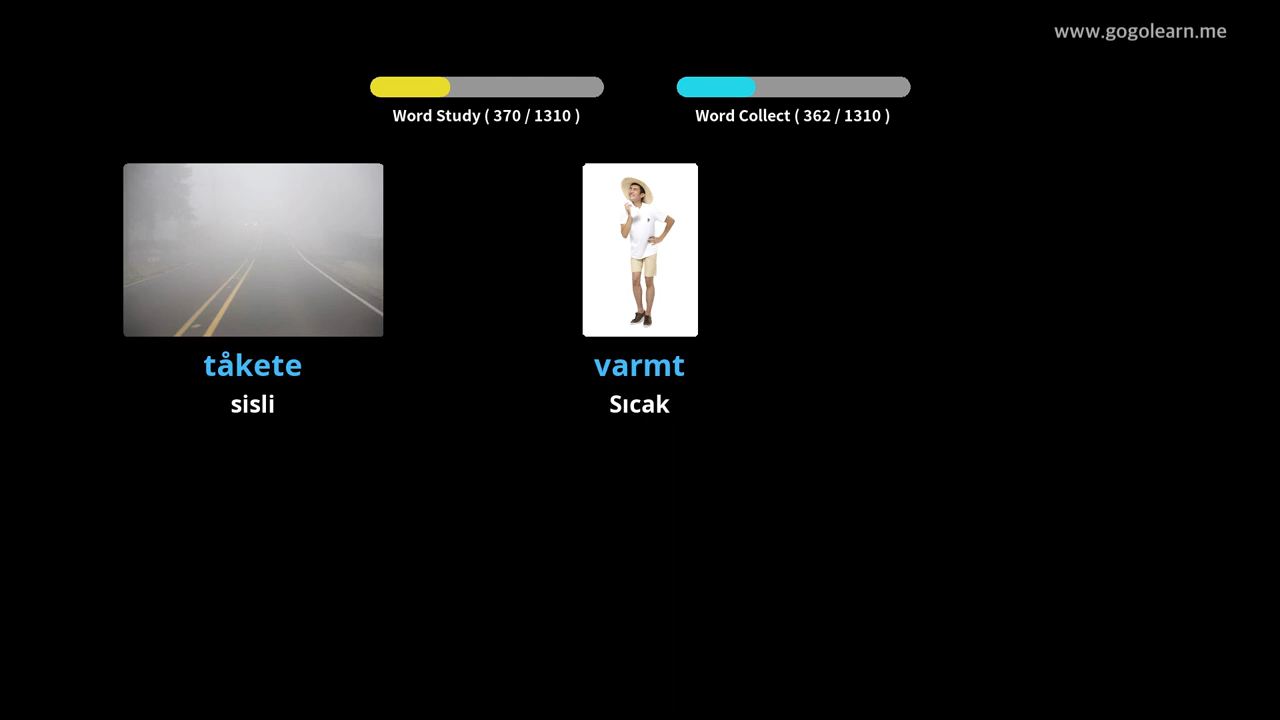 www.gogolearn.me
Word Study ( 370 / 1310 )
Word Collect ( 362 / 1310 )
tåkete
sisli
varmt
Sıcak